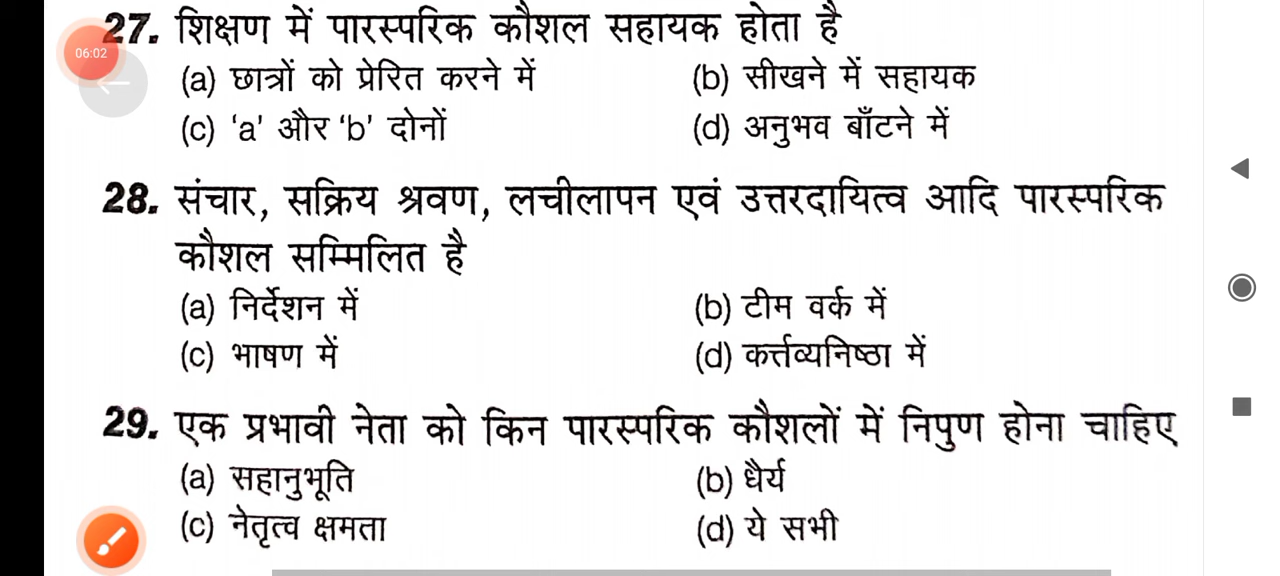 06:02
27. शिक्षण में पारस्परिक कौशल सहायक होता है
(a) छात्रों को प्रेरित करने में (b) सीखने में सहायक
(c) 'a' और 'b' दोनों (d) अनुभव बाँटने में
28. संचार, सक्रिय श्रवण, लचीलापन एवं उत्तरदायित्व आदि पारस्परिक
कौशल सम्मिलित है
(a) निर्देशन में (b) टीम वर्क में
(c) भाषण में (d) कर्त्तव्यनिष्ठा में
29. एक प्रभावी नेता को किन पारस्परिक कौशलों में निपुण होना चाहिए
(a) सहानुभूति (b) धैर्य
(c) नेतृत्व क्षमता (d) ये सभी